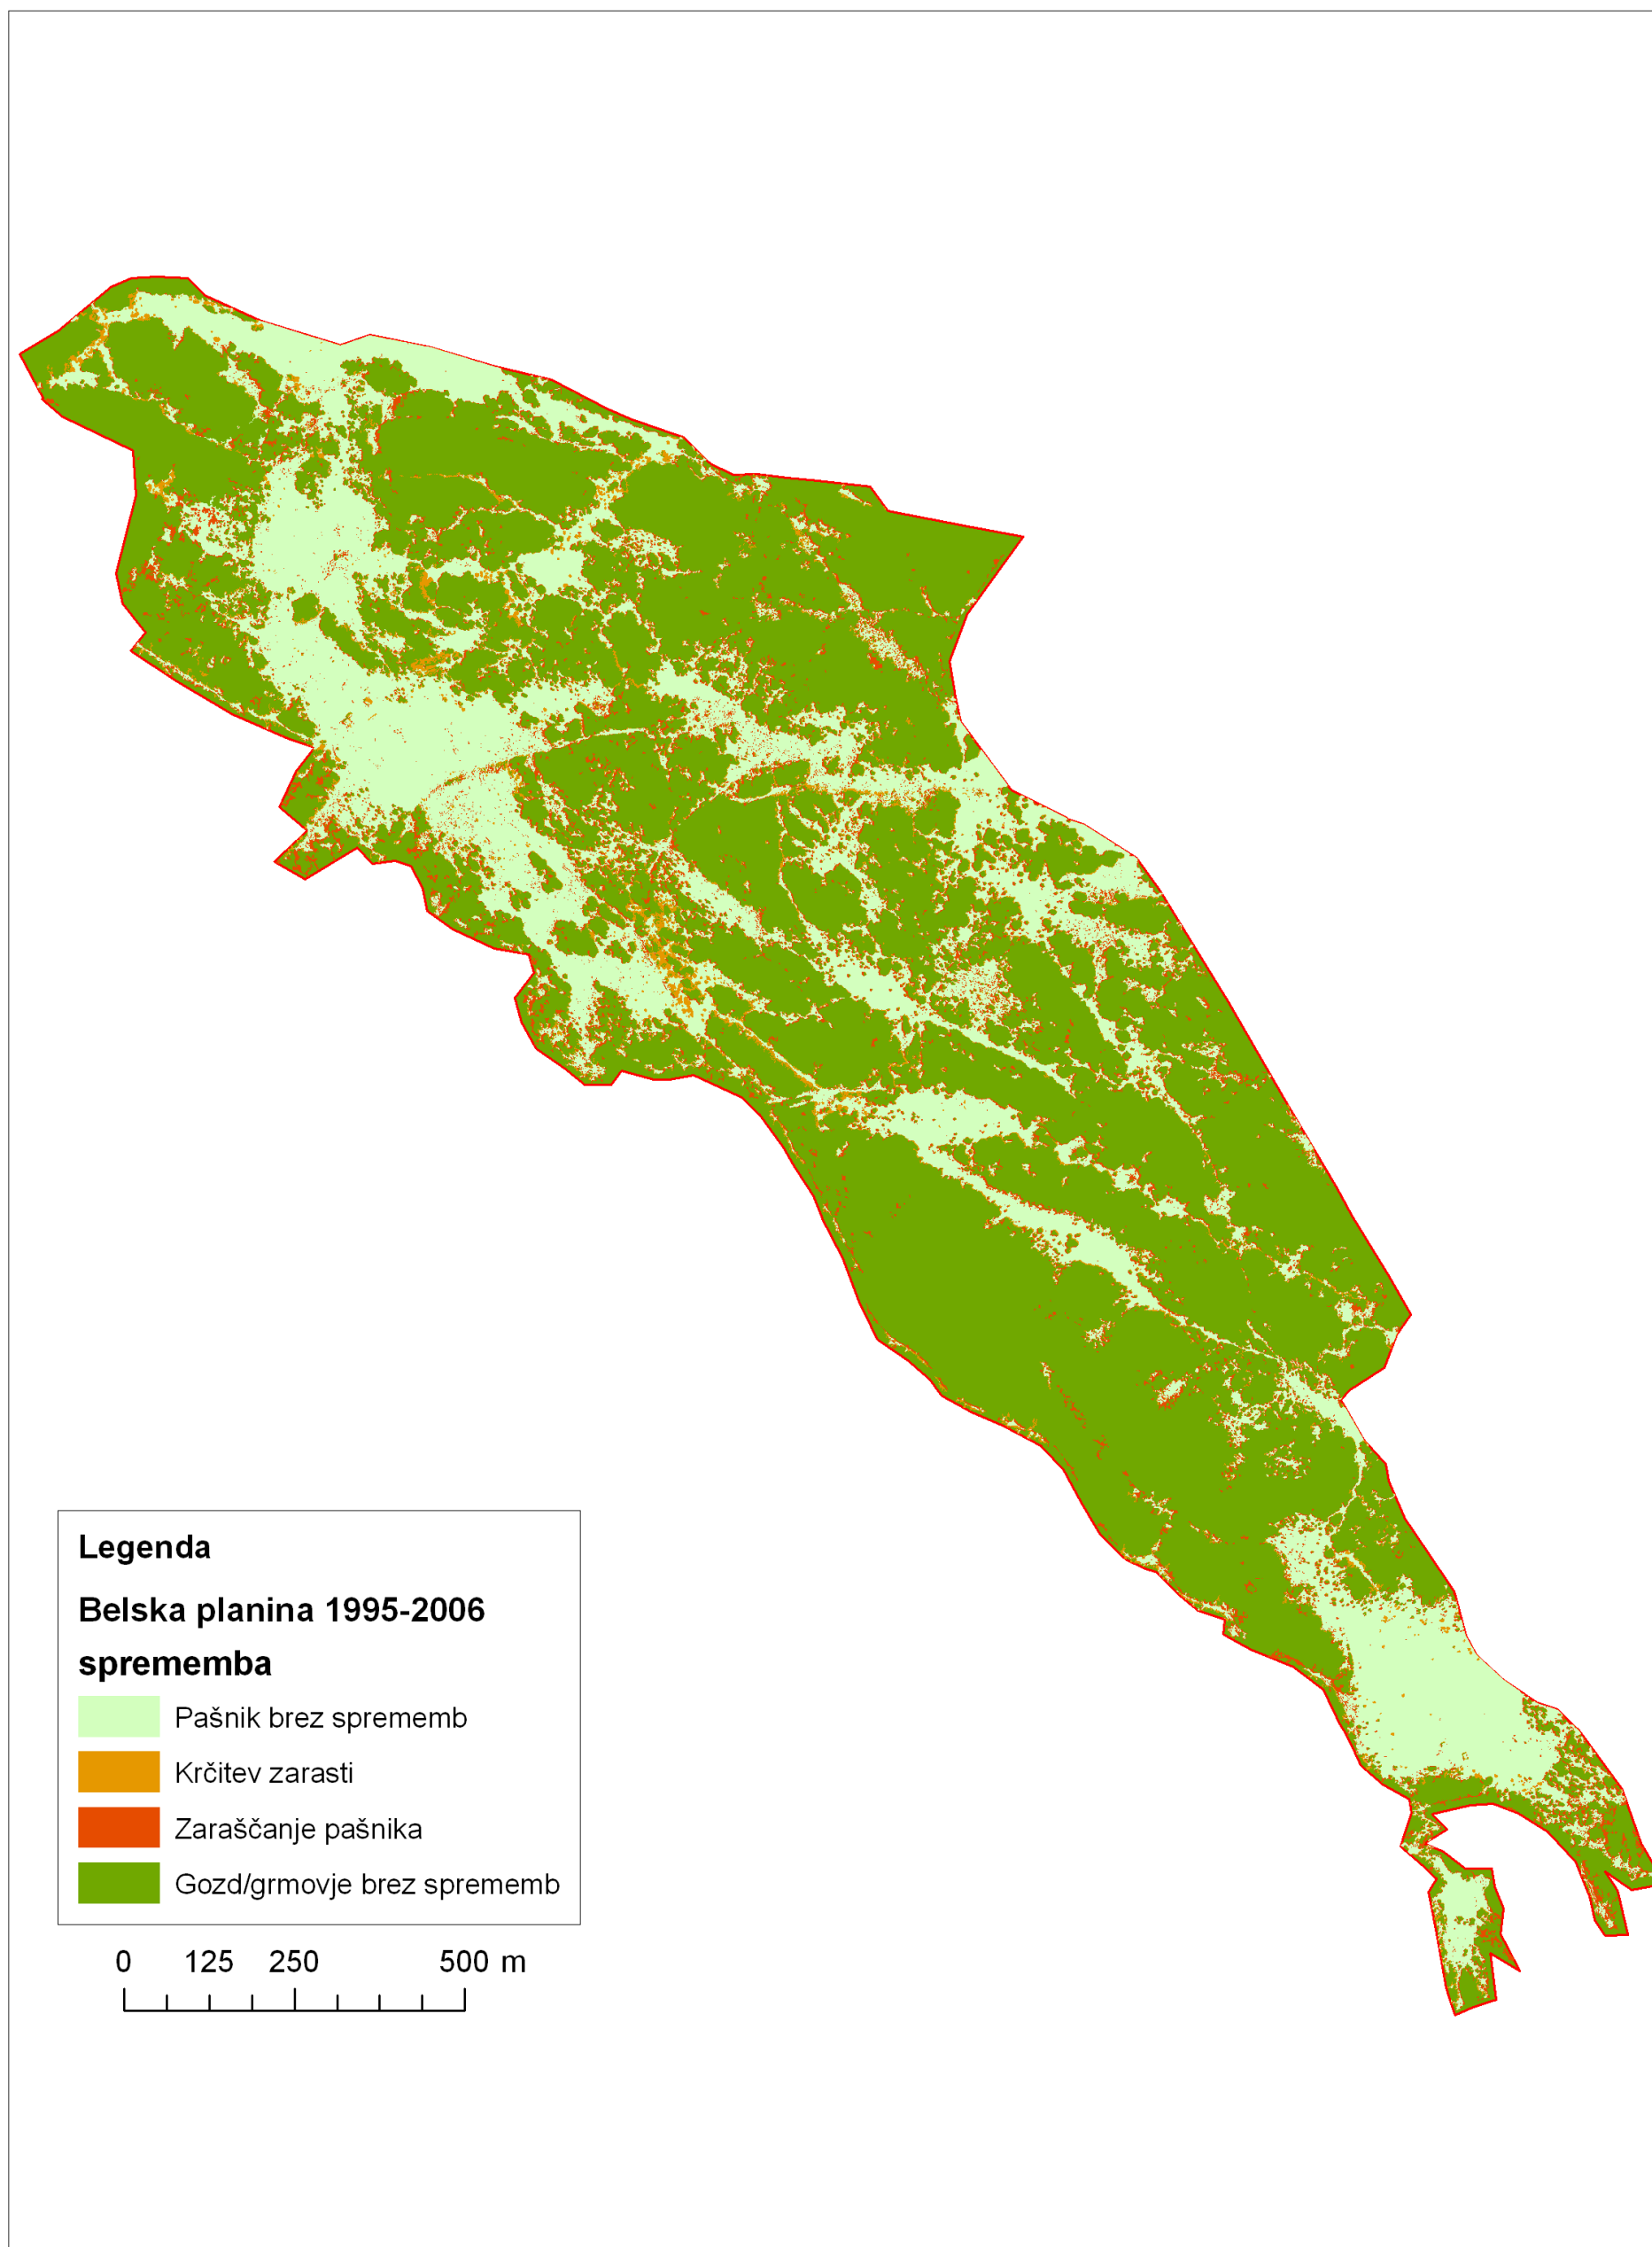 Legenda
Belska planina 1995-2006
sprememba
Pašnik brez sprememb
Krčitev zarasti
Zaraščanje pašnika
Gozd/grmovje brez sprememb
0 125 250 500 m